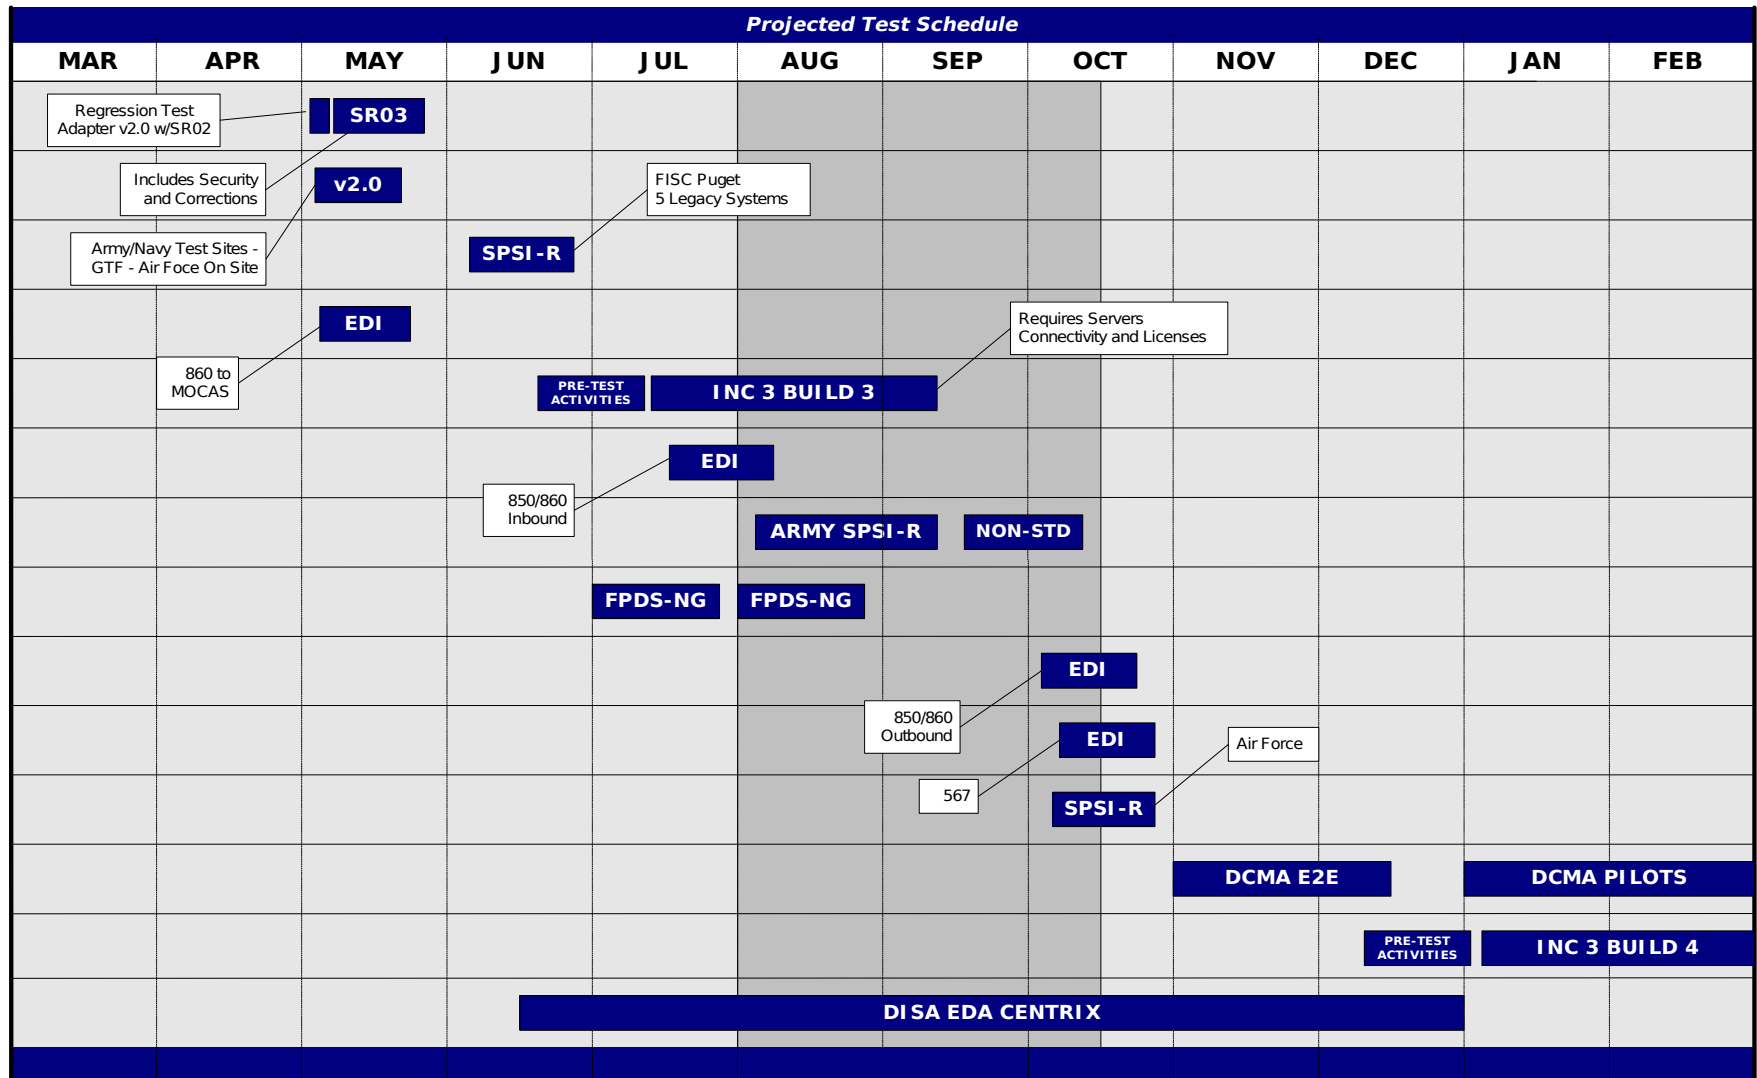 Projected Test Schedule
MAR APR MAY JUN JUL AUG SEP OCT NOV DEC JAN FEB
Regression Test
Adapter v2.0 w/SR02
SR03
Includes Security
and Corrections
v2.0
FISC Puget
5 Legacy Systems
Army/Navy Test Sites -
GTF - Air Foce On Site
SPSI-R
EDI
Requires Servers
Connectivity and Licenses
860 to
MOCAS
PRE-TEST
ACTIVITIES
INC 3 BUILD 3
EDI
850/860
Inbound
ARMY SPSI-R
NON-STD
FPDS-NG
FPDS-NG
EDI
850/860
Outbound
EDI
Air Force
567
SPSI-R
DCMA E2E
DCMA PILOTS
PRE-TEST
ACTIVITIES
INC 3 BUILD 4
DISA EDA CENTRIX